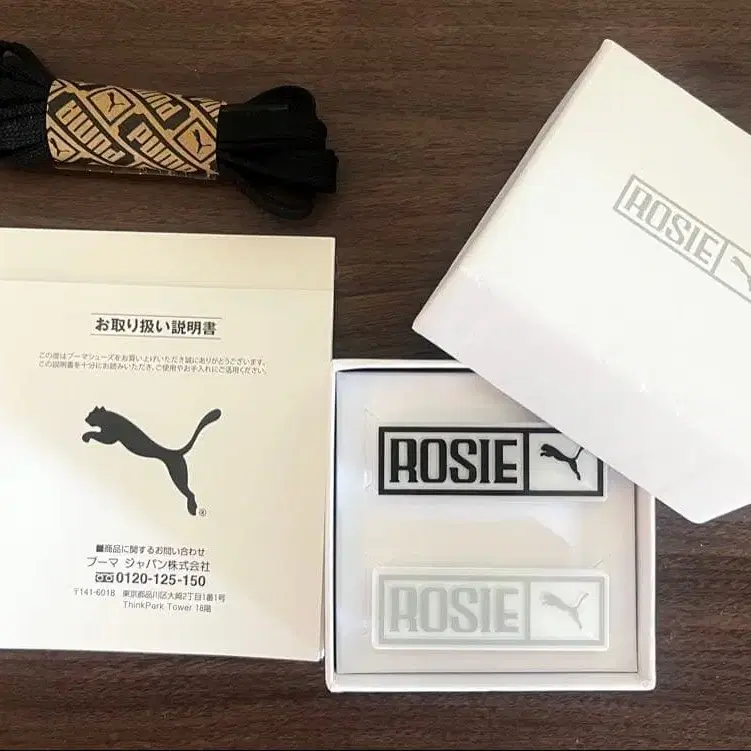 PUMA
PUMA
ROSIE
お取り扱い説明書
この度はプーマシューズをお買い上げいただき誠にありがとうございます。
この説明書を十分にお読みいただき、ご使用やお手入れにご活用ください。
®
■商品に関するお問い合わせ
プーマ ジャパン株式会社
0120-125-150
〒141-6018 東京都品川区大崎2丁目1番1号
ThinkPark Tower 18階
ROSIE
ROSIE